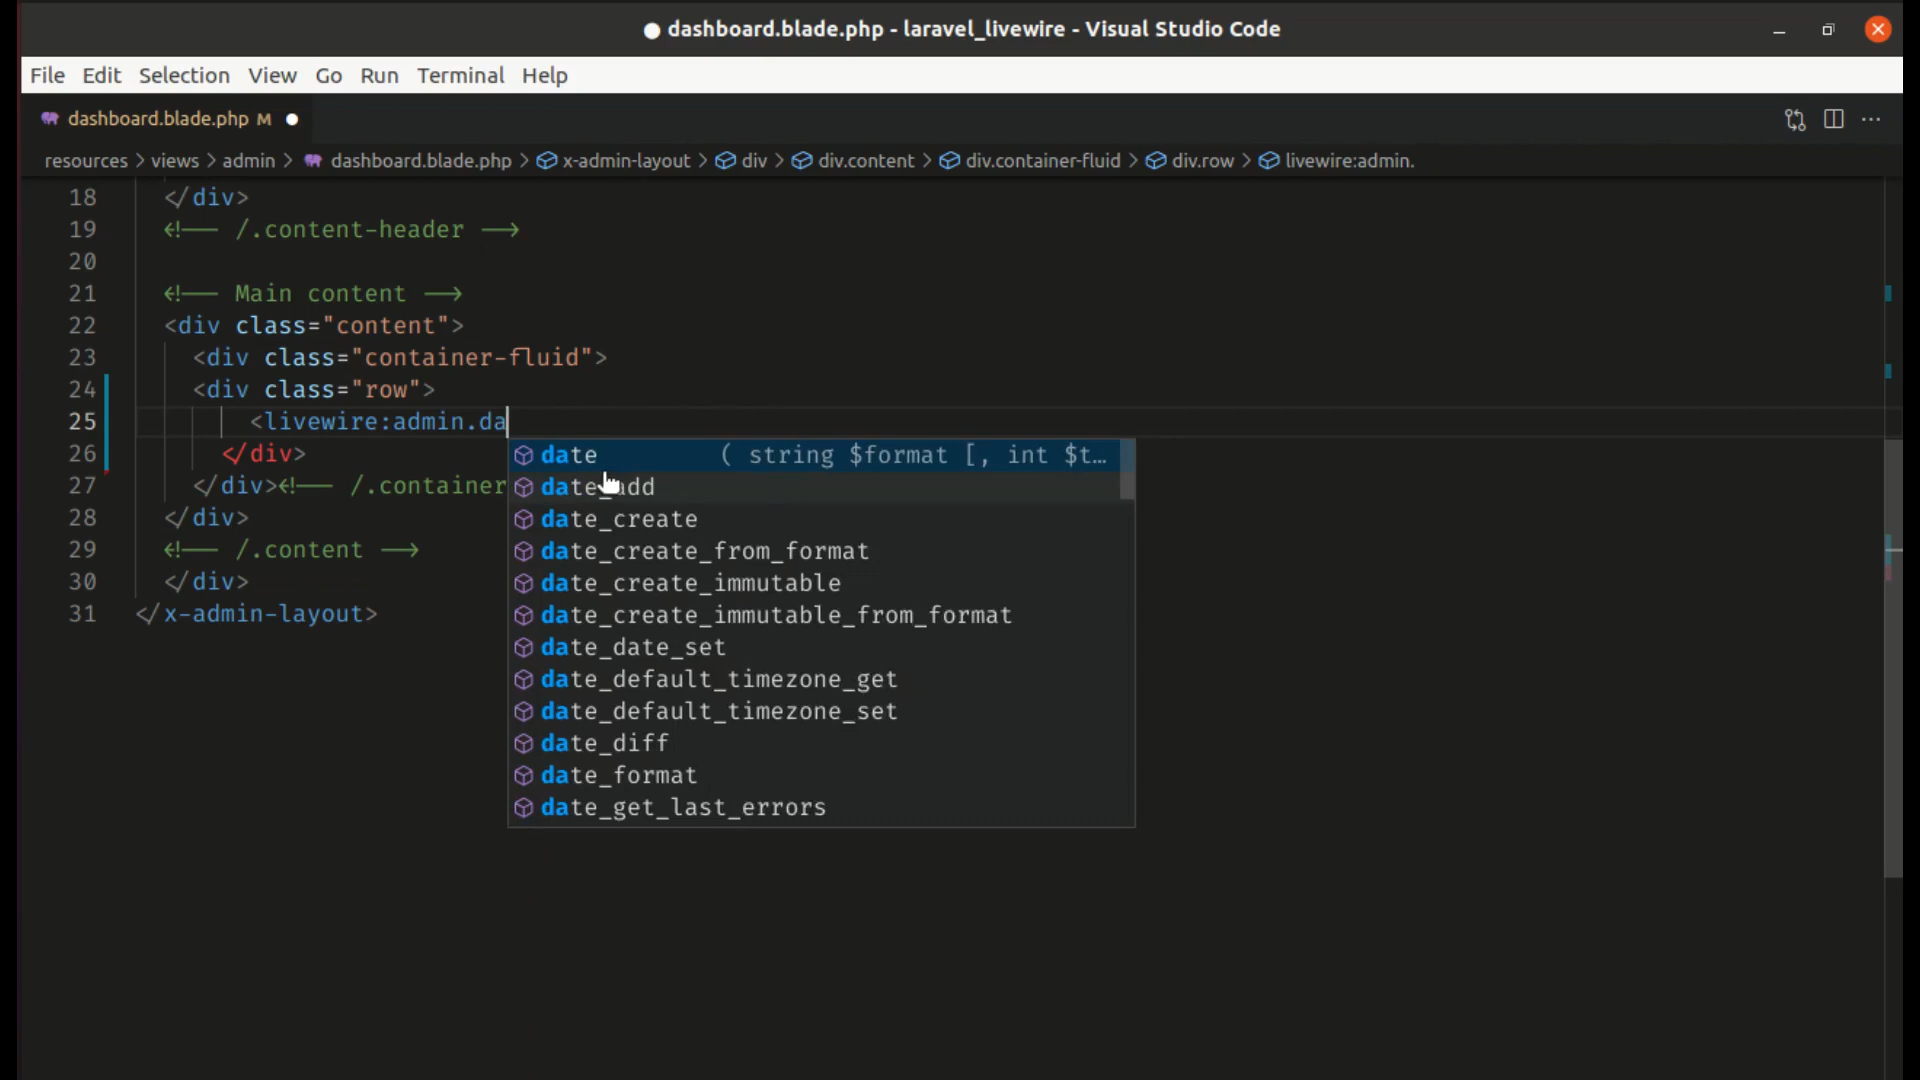 dashboard.blade.php - laravel_livewire - Visual Studio Code
File Edit Selection View Go Run Terminal Help
dashboard.blade.php M
resources > views > admin > dashboard.blade.php > x-admin-layout > div > div.content > div.container-fluid > div.row > livewire:admin.
18 </div>
19 <!-- /.content-header -->
20
21 <!-- Main content -->
22 <div class="content">
23 <div class="container-fluid">
24 <div class="row">
25 <livewire:admin.da
date ( string $format [, int $t…
26 </div>
date_add
27 </div><!-- /.container
date_create
28 </div>
date_create_from_format
29 <!-- /.content -->
date_create_immutable
30 </div>
date_create_immutable_from_format
31 </x-admin-layout>
date_date_set
date_default_timezone_get
date_default_timezone_set
date_diff
date_format
date_get_last_errors